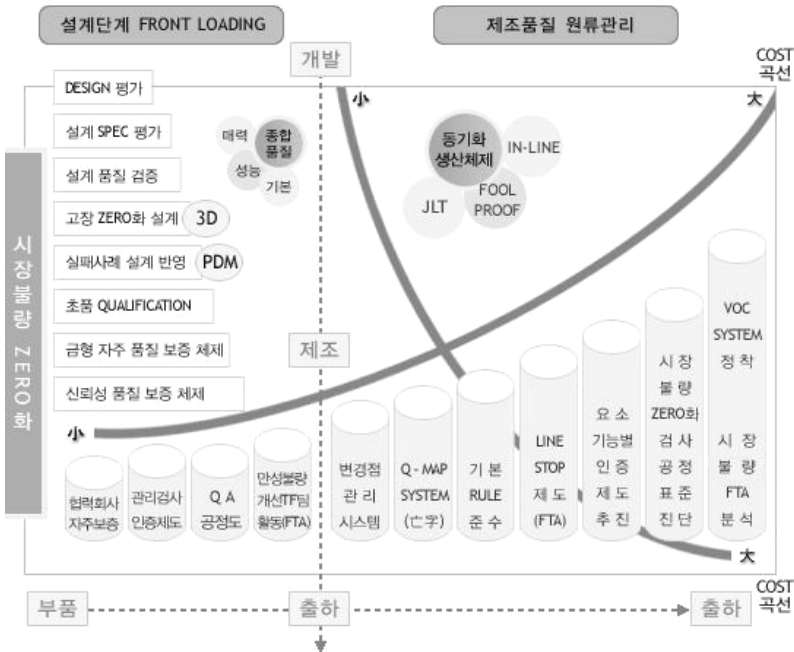 설계단계 FRONT LOADING
제조품질 원류관리
개발
COST
곡선
DESIGN 평가
설계 SPEC 평가
설계 품질 검증
고장 ZERO화 설계
3D
실패사례 설계 반영
PDM
초품 QUALIFICATION
금형 자주 품질 보증 체제
신뢰성 품질 보증 체제
매력
종합
품질
성능
기본
小
大
동기화
생산체제
IN-LINE
JLT
FOOL
PROOF
시장불량 ZERO화
제조
小
협력회사
자주보증
관리검사
인증제도
Q A
공정도
만성불량
개선TF팀
활동(FTA)
변경점
관 리
시스템
Q - MAP
SYSTEM
(亡字)
기 본
RULE
준 수
LINE
STOP
제 도
(FTA)
요 소
기능별
인 증
제 도
추 진
시 장
불 량
ZERO화
검 사
공 정
표 준
진 단
VOC
SYSTEM
정 착
시 장
불 량
FTA
분 석
大
부품
출하
출하
COST
곡선